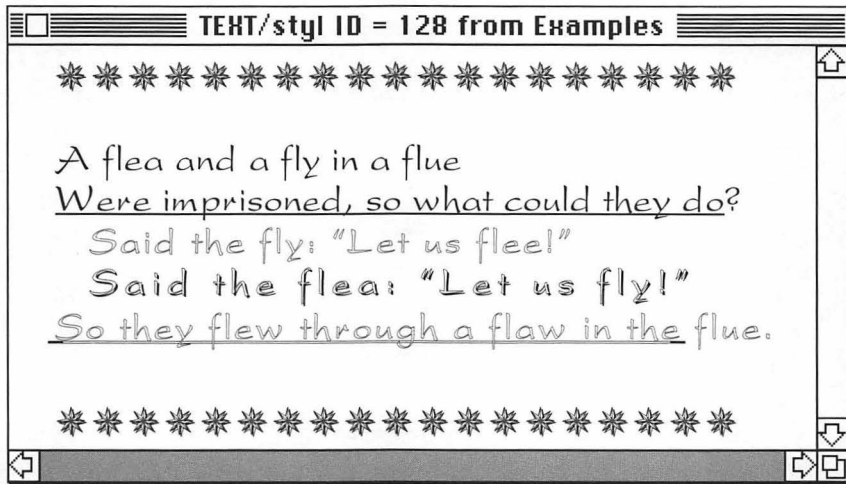 TEXT/styl ID = 128 from Examples
A flea and a fly in a flue
Were imprisoned, so what could they do?
Said the fly: “Let us flee!”
Said the flea: “Let us fly!”
So they flew through a flaw in the flue.